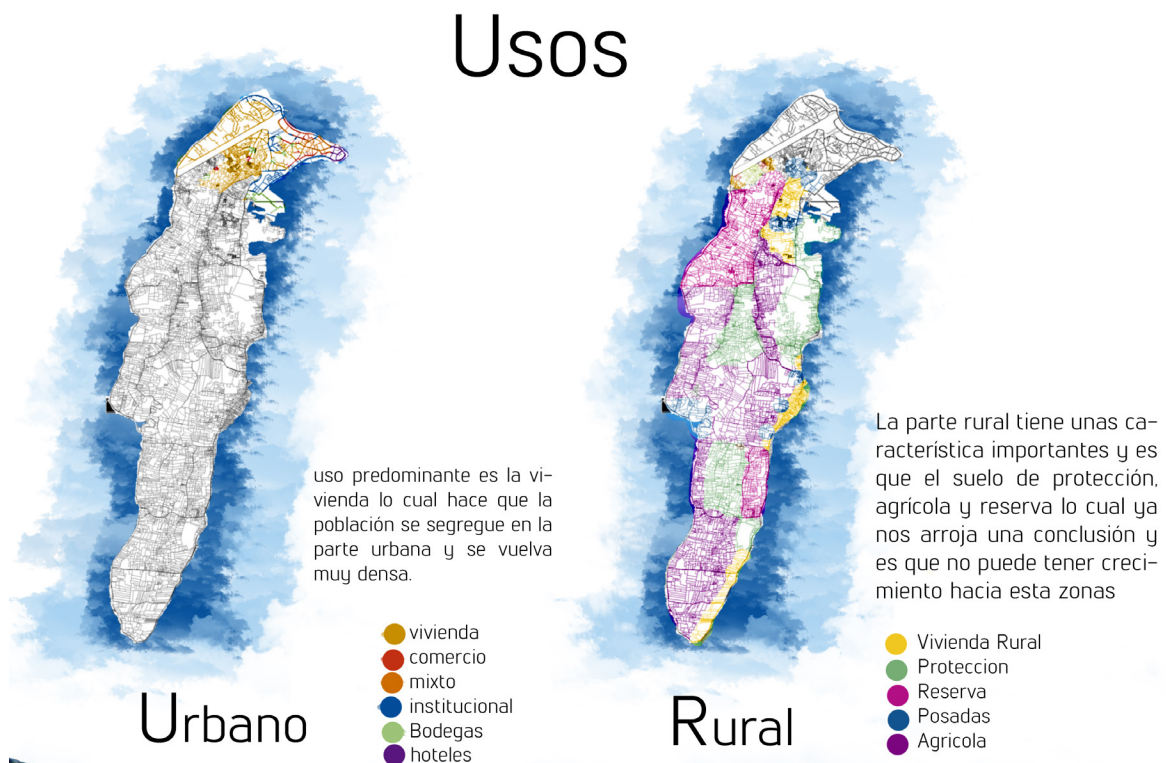 Usos
uso predominante es la vi-
vienda lo cual hace que la
población se segregue en la
parte urbana y se vuelva
muy densa.
vivienda
comercio
mixto
institucional
Bodegas
hoteles
Urbano
La parte rural tiene unas ca-
racterística importantes y es
que el suelo de protección,
agrícola y reserva lo cual ya
nos arroja una conclusión y
es que no puede tener creci-
miento hacia esta zonas
Vivienda Rural
Proteccion
Reserva
Posadas
Agricola
Rural